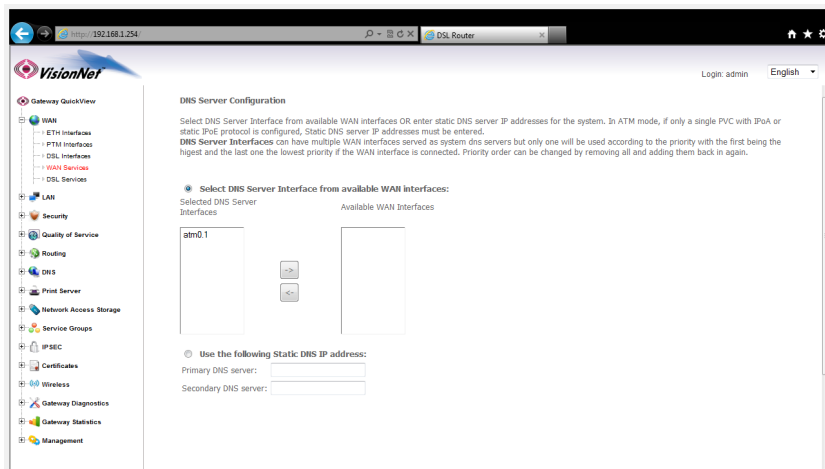 http://192.168.1.254/
DSL Router
VisionNet
Login: admin
English
Gateway QuickView
WAN
ETH Interfaces
PTM Interfaces
DSL Interfaces
WAN Services
DSL Services
LAN
Security
Quality of Service
Routing
DNS
Print Server
Network Access Storage
Service Groups
IPSEC
Certificates
Wireless
Gateway Diagnostics
Gateway Statistics
Management
DNS Server Configuration
Select DNS Server Interface from available WAN interfaces OR enter static DNS server IP addresses for the system. In ATM mode, if only a single PVC with IPoA or
static IPoE protocol is configured, Static DNS server IP addresses must be entered.
DNS Server Interfaces can have multiple WAN interfaces served as system dns servers but only one will be used according to the priority with the first being the
higest and the last one the lowest priority if the WAN interface is connected. Priority order can be changed by removing all and adding them back in again.
Select DNS Server Interface from available WAN interfaces:
Selected DNS Server
Interfaces
Available WAN Interfaces
atm0.1
->
<-
Use the following Static DNS IP address:
Primary DNS server:
Secondary DNS server: